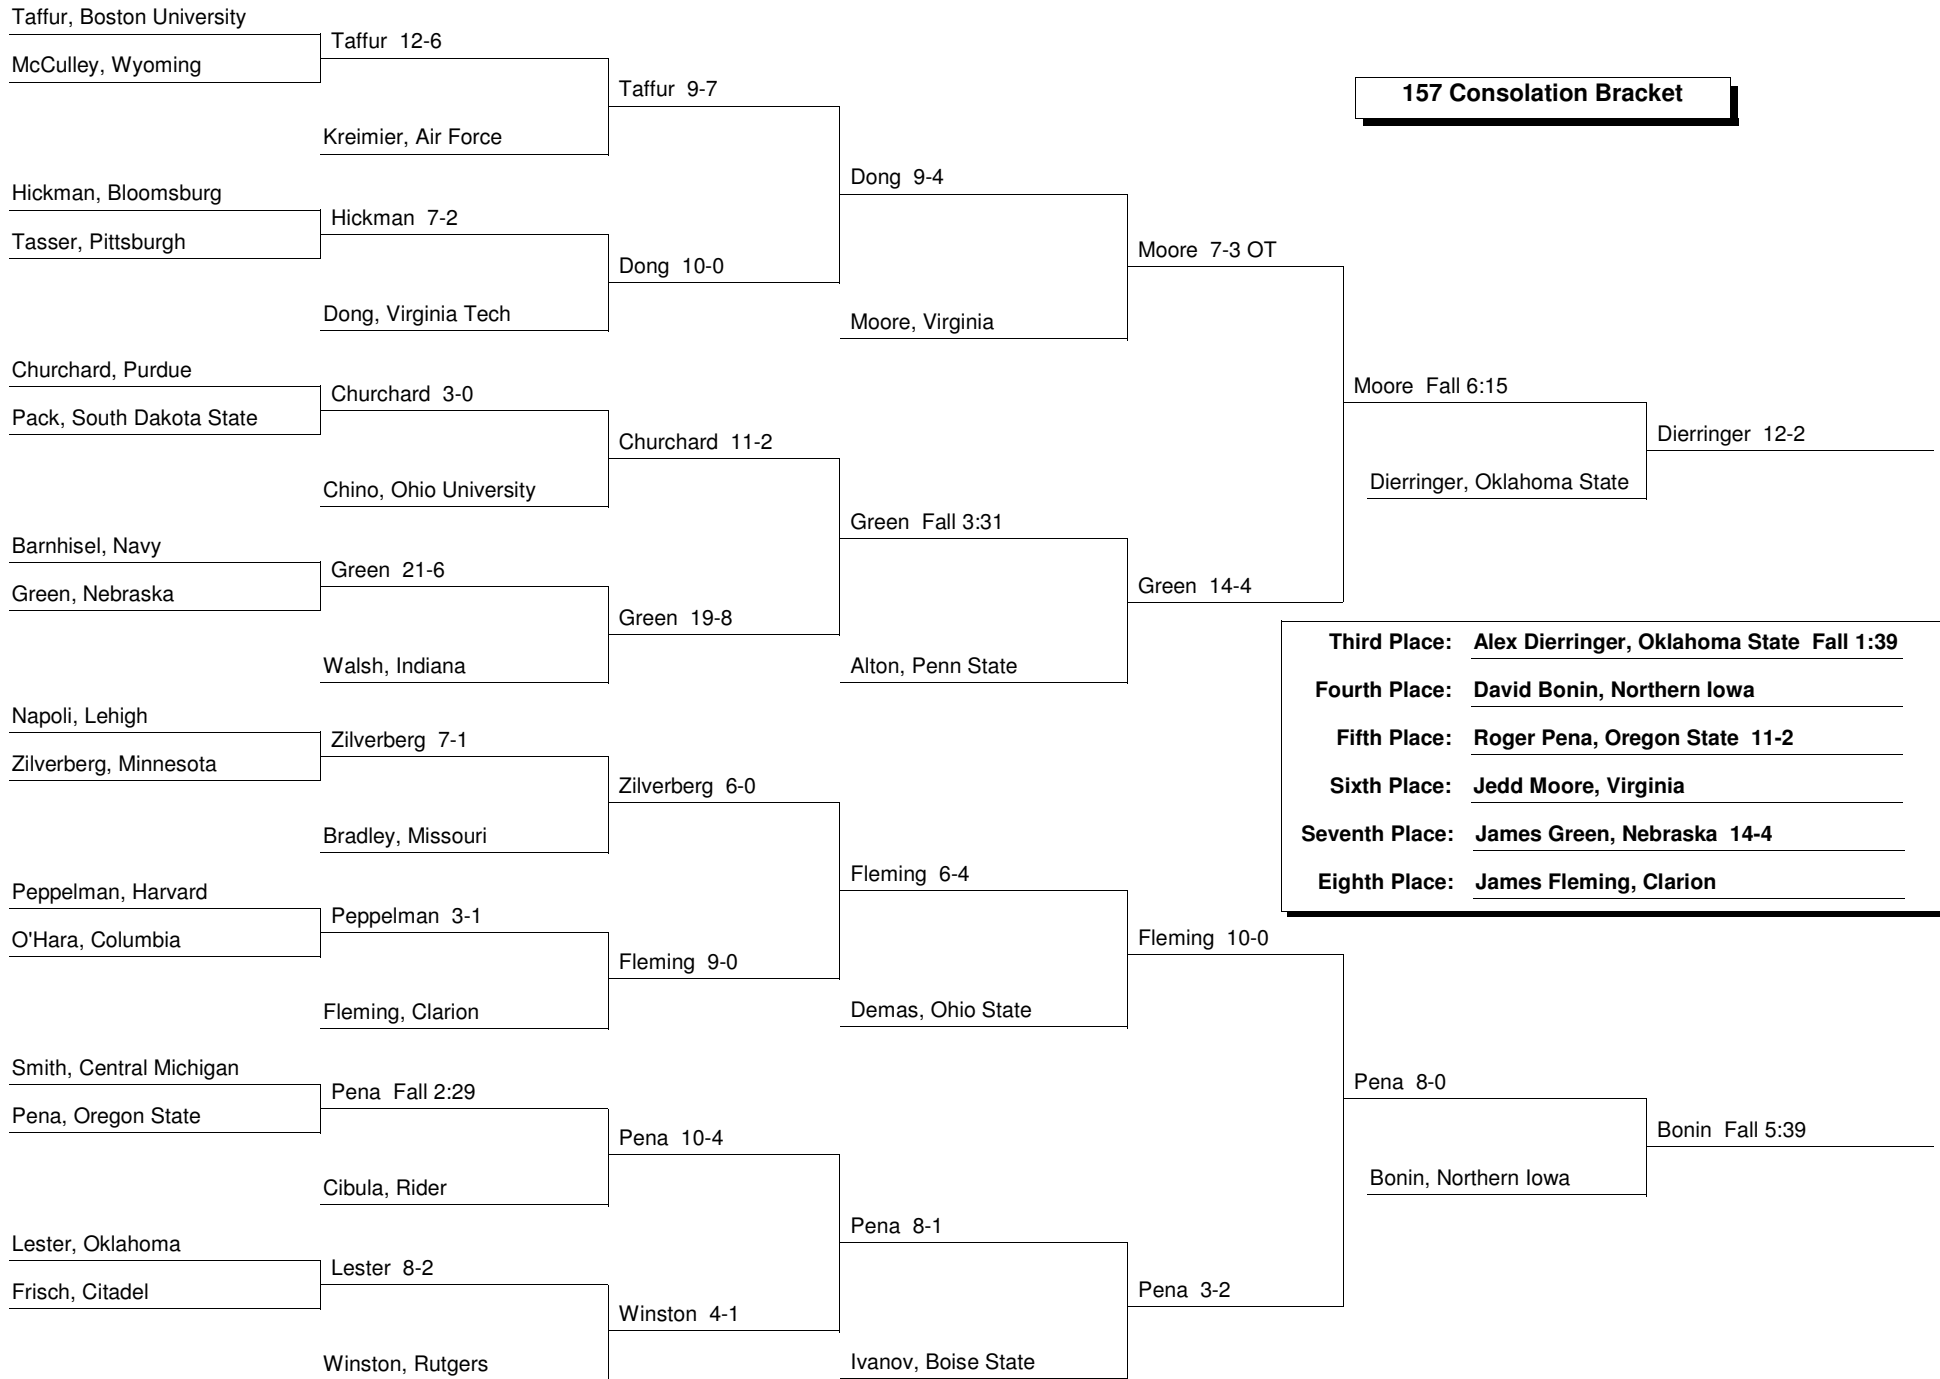 157 Consolation Bracket
Taffur, Boston University
McCulley, Wyoming
Hickman, Bloomsburg
Tasser, Pittsburgh
Churchard, Purdue
Pack, South Dakota State
Barnhisel, Navy
Green, Nebraska
Napoli, Lehigh
Zilverberg, Minnesota
Peppelman, Harvard
O'Hara, Columbia
Smith, Central Michigan
Pena, Oregon State
Lester, Oklahoma
Frisch, Citadel
Taffur 12-6
Kreimier, Air Force
Hickman 7-2
Dong, Virginia Tech
Churchard 3-0
Chino, Ohio University
Green 21-6
Walsh, Indiana
Zilverberg 7-1
Bradley, Missouri
Peppelman 3-1
Fleming, Clarion
Pena Fall 2:29
Cibula, Rider
Lester 8-2
Winston, Rutgers
Taffur 9-7
Dong 10-0
Churchard 11-2
Green 19-8
Zilverberg 6-0
Fleming 9-0
Pena 10-4
Winston 4-1
Dong 9-4
Moore, Virginia
Green Fall 3:31
Alton, Penn State
Fleming 6-4
Demas, Ohio State
Pena 8-1
Ivanov, Boise State
Moore 7-3 OT
Green 14-4
Fleming 10-0
Pena 3-2
Moore Fall 6:15
Dierringer, Oklahoma State
Pena 8-0
Bonin, Northern Iowa
Dierringer 12-2
Bonin Fall 5:39
Third Place: Alex Dierringer, Oklahoma State Fall 1:39
Fourth Place: David Bonin, Northern Iowa
Fifth Place: Roger Pena, Oregon State 11-2
Sixth Place: Jedd Moore, Virginia
Seventh Place: James Green, Nebraska 14-4
Eighth Place: James Fleming, Clarion